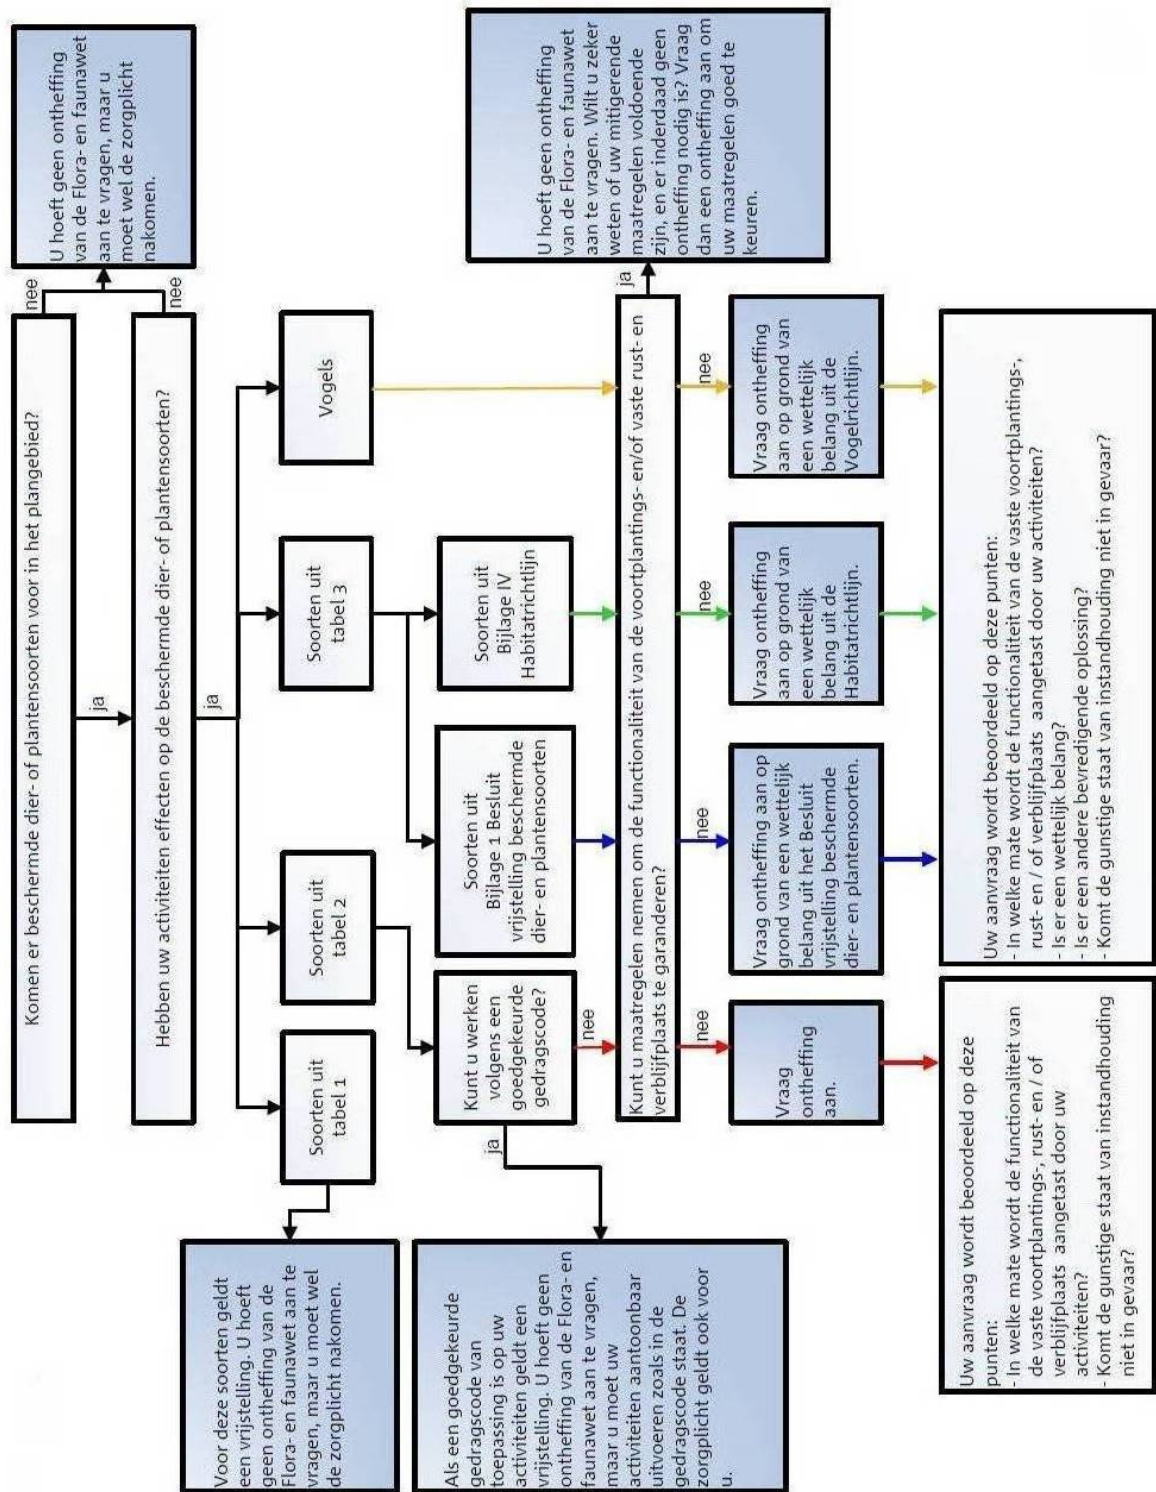 Komen er beschermde dier- of plantensoorten voor in het plangebied?
nee
U hoeft geen ontheffing
van de Flora- en faunawet
aan te vragen, maar u
moet wel de zorgplicht
nakomen.
ja
Hebben uw activiteiten effecten op de beschermde dier- of plantensoorten?
nee
ja
Soorten uit
tabel 1
Soorten uit
tabel 2
Soorten uit
tabel 3
Vogels
Voor deze soorten geldt
een vrijstelling. U hoeft
geen ontheffing van de
Flora- en faunawet aan te
vragen, maar u moet wel
de zorgplicht nakomen.
Kunt u werken
volgens een
goedgekeurde
gedragscode?
Soorten uit
Bijlage 1 Besluit
vrijstelling beschermde
dier- en plantsoorten
Soorten uit
Bijlage IV
Habitatrichtlijn
ja
nee
Als een goedgekeurde
gedragscode van
toepassing is op uw
activiteiten geldt een
vrijstelling. U hoeft geen
ontheffing van de Flora- en
faunawet aan te vragen,
maar u moet uw
activiteiten aantoonbaar
uitvoeren zoals in de
gedragscode staat. De
zorgplicht geldt ook voor
u.
Kunt u maatregelen nemen om de functionaliteit van de voortplantings- en/of vaste rust- en
verblijfplaats te garanderen?
ja
U hoeft geen ontheffing
van de Flora- en faunawet
aan te vragen. Wilt u zeker
weten of uw mitigerende
maatregelen voldoende
zijn, en er inderdaad geen
ontheffing nodig is? Vraag
dan een ontheffing aan om
uw maatregelen goed te
keuren.
nee
nee
nee
nee
Vraag
ontheffing
aan.
Vraag ontheffing aan op
grond van een wettelijk
belang uit het Besluit
vrijstelling beschermde
dier- en plantensoorten.
Vraag ontheffing
aan op grond van
een wettelijk
belang uit de
Habitatrichtlijn.
Vraag ontheffing
aan op grond van
een wettelijk
belang uit de
Vogelrichtlijn.
Uw aanvraag wordt beoordeeld op deze
punten:
- In welke mate wordt de functionaliteit van
de vaste voortplantings-, rust- en / of
verblijfplaats aangetast door uw
activiteiten?
- Komt de gunstige staat van instandhouding
niet in gevaar?
Uw aanvraag wordt beoordeeld op deze punten:
- In welke mate wordt de functionaliteit van de vaste voortplantings-,
rust- en / of verblijfplaats aangetast door uw activiteiten?
- Is er een wettelijk belang?
- Is er een andere bevredigende oplossing?
- Komt de gunstige staat van instandhouding niet in gevaar?